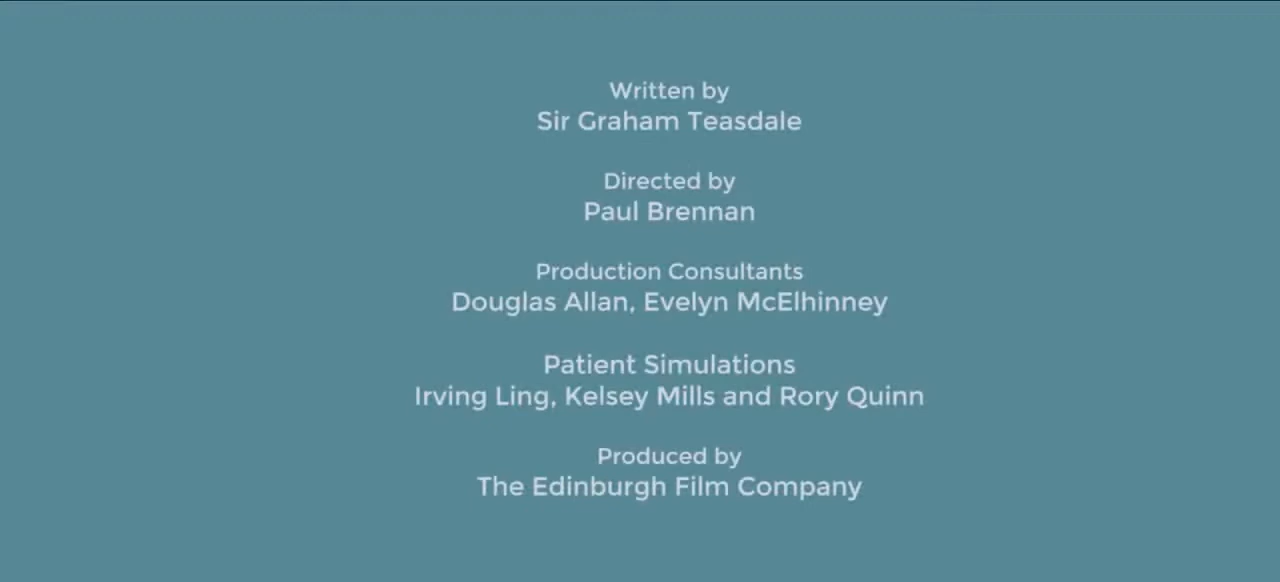 Written by
Sir Graham Teasdale
Directed by
Paul Brennan
Production Consultants
Douglas Allan, Evelyn McElhinney
Patient Simulations
Irving Ling, Kelsey Mills and Rory Quinn
Produced by
The Edinburgh Film Company